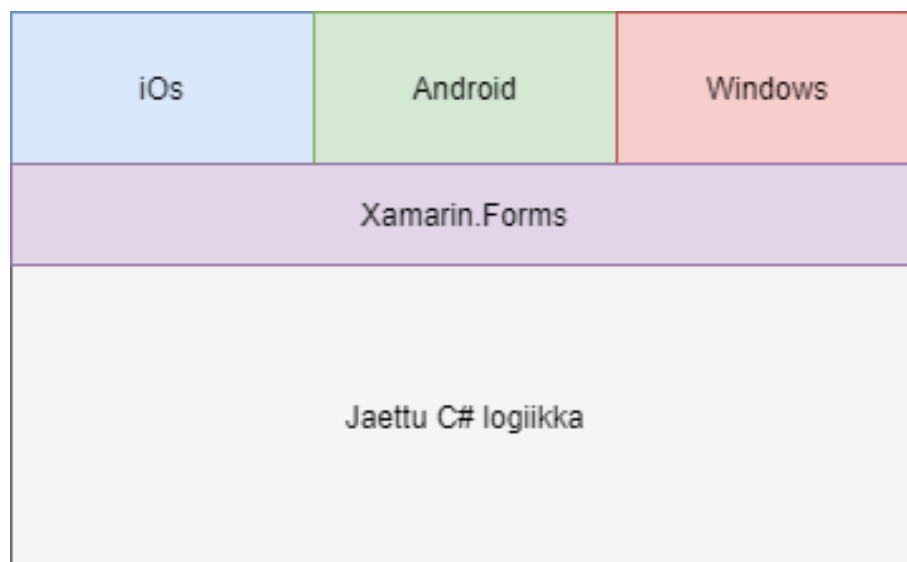 iOs
Android
Windows
Xamarin.Forms
Jaettu C# logiikka